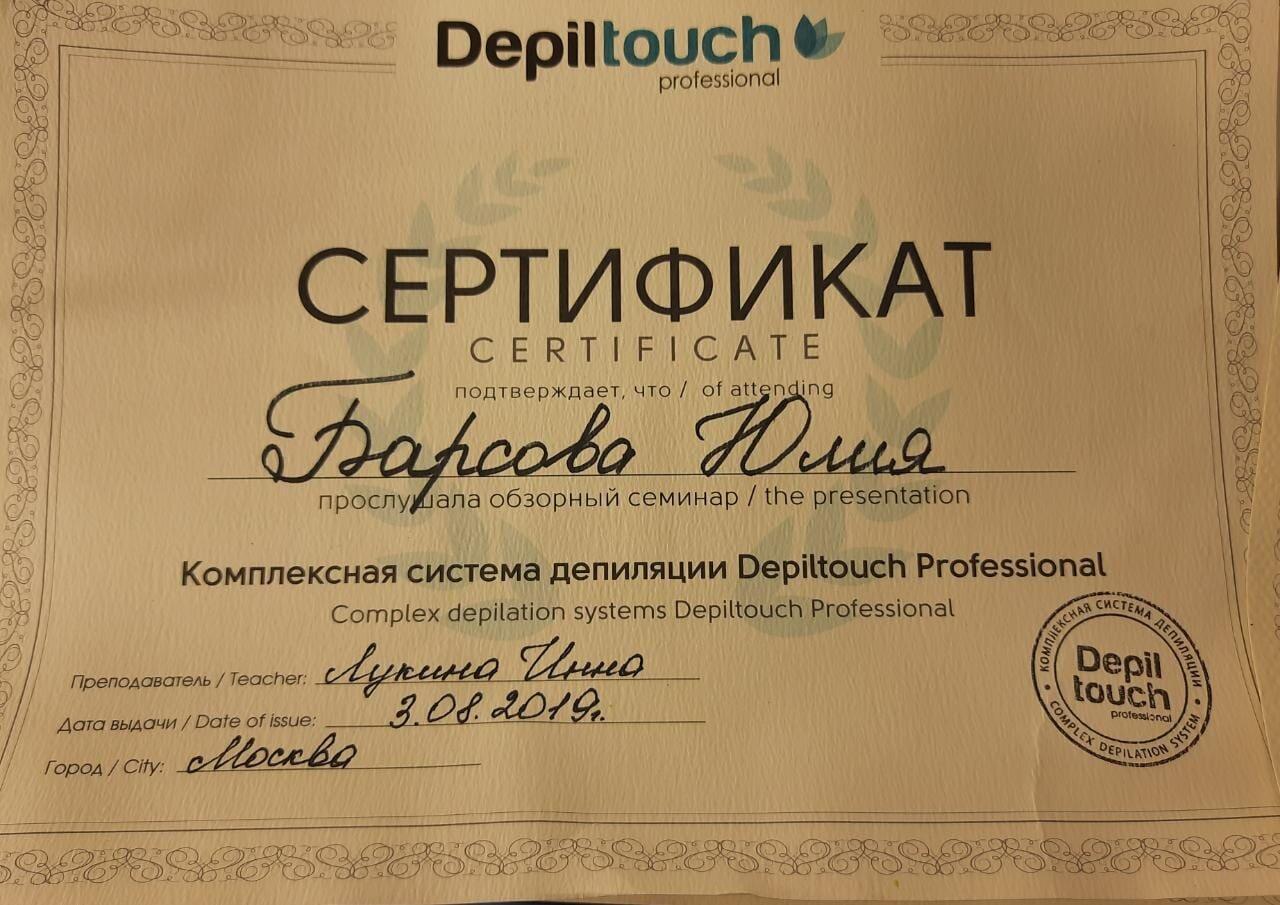 Depiltouch
professional
СЕРТИФИКАТ
CERTIFICATE
подтверждает, что / of attending
Барсова Юлия
прослушала обзорный семинар / the presentation
Комплексная система депиляции Depiltouch Professional
Complex depilation systems Depiltouch Professional
Преподаватель / Teacher: Лукина Инна
Дата выдачи / Date of issue: 3.08.2019г.
Город / City: Москва
КОМПЛЕКСНАЯ СИСТЕМА ДЕПИЛЯЦИИ
Depil
touch
professional
COMPLEX DEPILATION SYSTEM